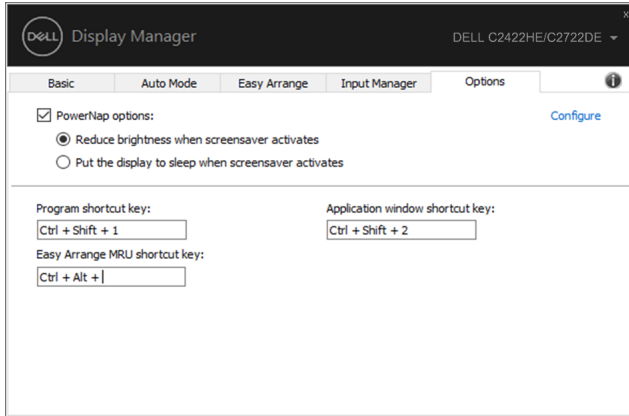 DELL Display Manager
DELL C2422HE/C2722DE
Basic Auto Mode Easy Arrange Input Manager Options
PowerNap options:
Configure
Reduce brightness when screensaver activates
Put the display to sleep when screensaver activates
Program shortcut key:
Application window shortcut key:
Ctrl + Shift + 1
Ctrl + Shift + 2
Easy Arrange MRU shortcut key:
Ctrl + Alt +